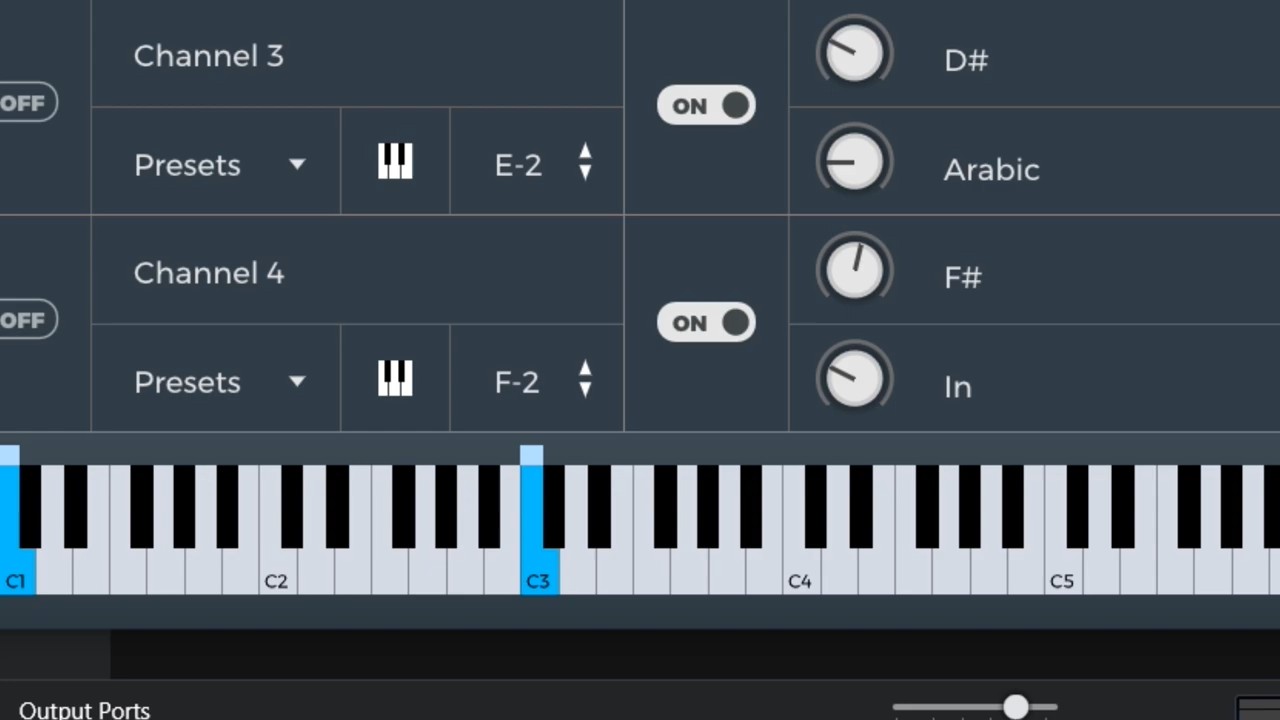 Channel 3
D#
OFF
ON
Presets
E-2
Arabic
Channel 4
F#
OFF
ON
Presets
F-2
In
C1
C2
C3
C4
C5
Output Ports